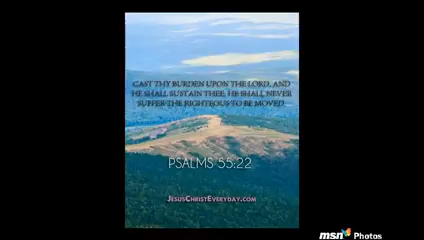 CAST THY BURDEN UPON THE LORD, AND
HE SHALL SUSTAIN THEE: HE SHALL NEVER
SUFFER THE RIGHTEOUS TO BE MOVED.
PSALMS 55:22
JESUSCHRISTEVERYDAY.COM
msn Photos